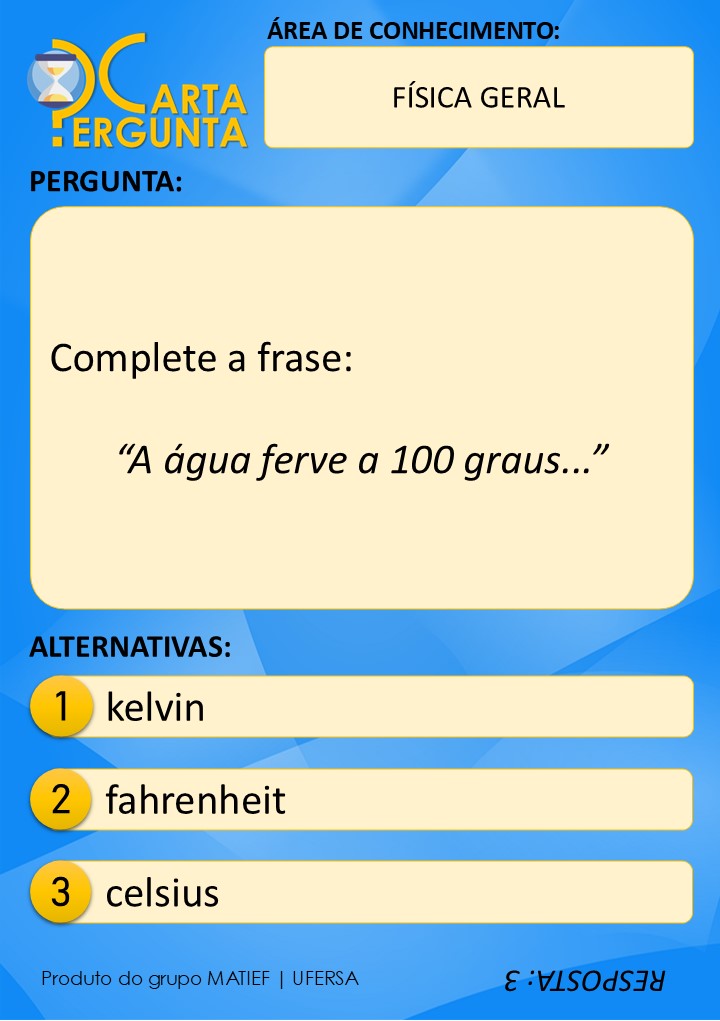 ÁREA DE CONHECIMENTO:
CARTA
PERGUNTA
FÍSICA GERAL
PERGUNTA:
Complete a frase:
“A água ferve a 100 graus...”
ALTERNATIVAS:
1 kelvin
2 fahrenheit
3 celsius
Produto do grupo MATIEF | UFERSA
RESPOSTA: 3